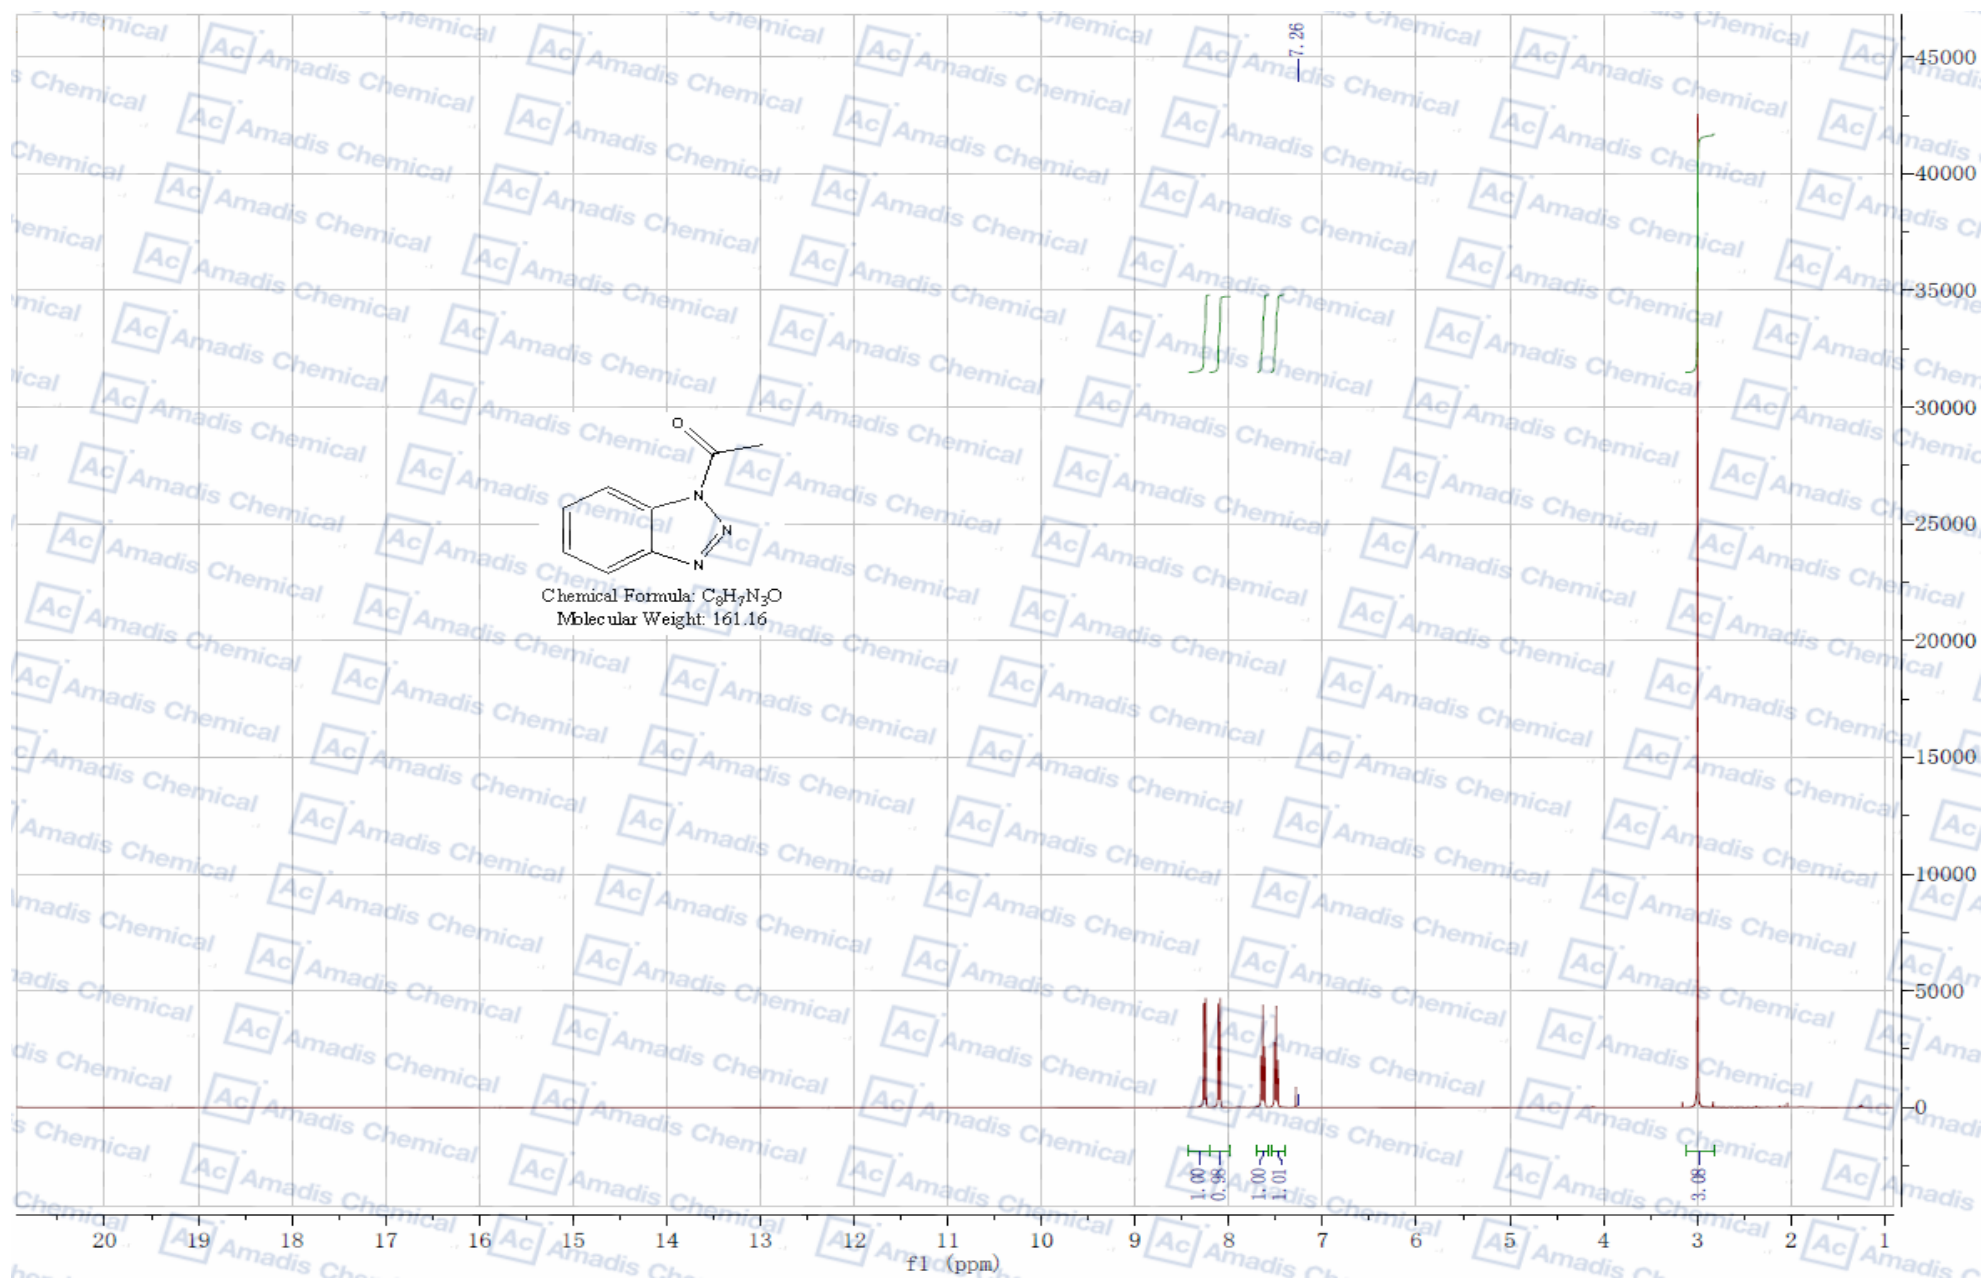 7.26
45000
40000
35000
30000
25000
20000
15000
10000
5000
0
O
N
N
N
Chemical Formula: C₈H₇N₃O
Molecular Weight: 161.16
1.00
0.98
1.00
1.01
3.08
20 19 18 17 16 15 14 13 12 11 10 9 8 7 6 5 4 3 2 1
f1 (ppm)
Ac Amadis Chemical